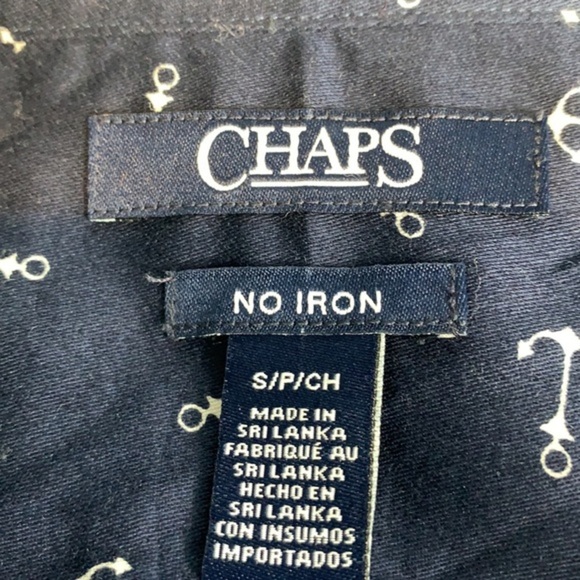 CHAPS
NO IRON
S/P/CH
MADE IN
SRI LANKA
FABRIQUÉ AU
SRI LANKA
HECHO EN
SRI LANKA
CON INSUMOS
IMPORTADOS